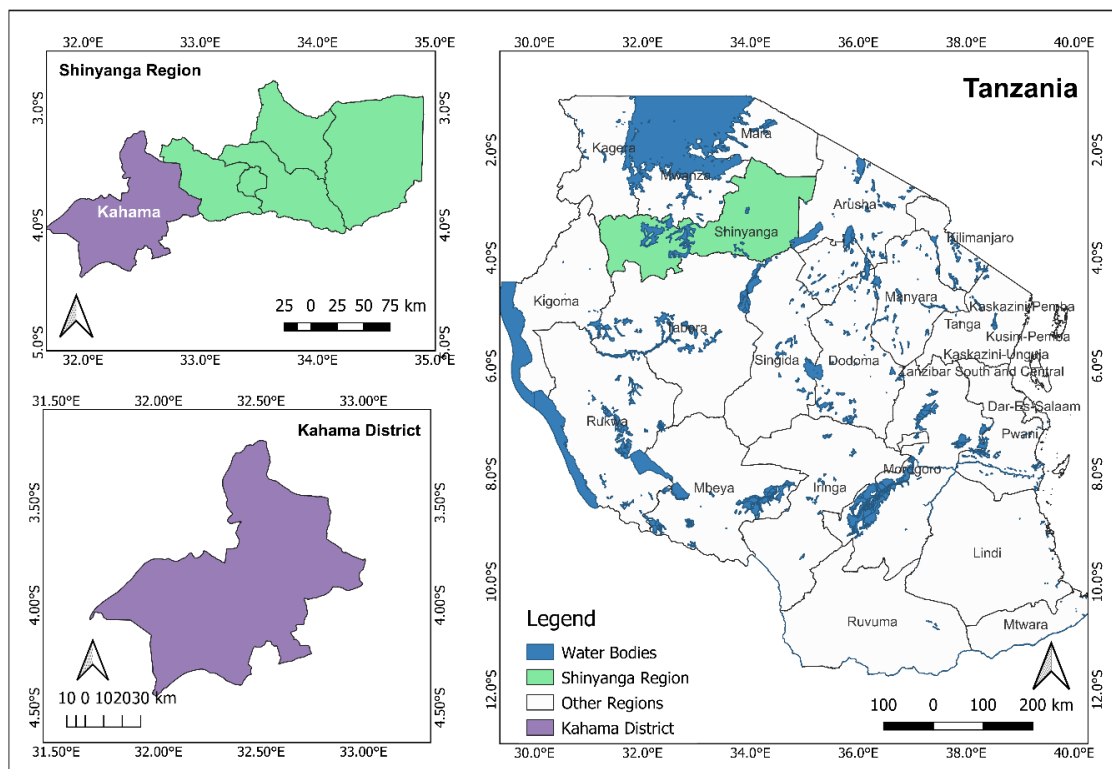 32.0°E 33.0°E 34.0°E 35.0°E
Shinyanga Region
3.0°S 3.0°S
Kahama
4.0°S 4.0°S
25 0 25 50 75 km
5.0°S 5.0°S
32.0°E 33.0°E 34.0°E 35.0°E
31.50°E 32.00°E 32.50°E 33.00°E
Kahama District
3.50°S 3.50°S
4.00°S 4.00°S
10 0 10 20 30 km
4.50°S 4.50°S
31.50°E 32.00°E 32.50°E 33.00°E
30.0°E 32.0°E 34.0°E 36.0°E 38.0°E 40.0°E
Tanzania
2.0°S 2.0°S
Mara
Kagera
Mwanza
Arusha
Shinyanga
Kilimanjaro
4.0°S 4.0°S
Kigoma
Manyara
Kaskazini-Pemba
Tabora
Tanga
Kusini-Pemba
Singida
Dodoma
Kaskazini-Unguja
6.0°S 6.0°S
Zanzibar South and Central
Dar-Es-Salaam
Rukwa
Pwani
8.0°S 8.0°S
Morogoro
Mbeya
Iringa
Lindi
10.0°S 10.0°S
Ruvuma
Mtwara
12.0°S 12.0°S
Legend
Water Bodies
Shinyanga Region
Other Regions
Kahama District
100 0 100 200 km
30.0°E 32.0°E 34.0°E 36.0°E 38.0°E 40.0°E